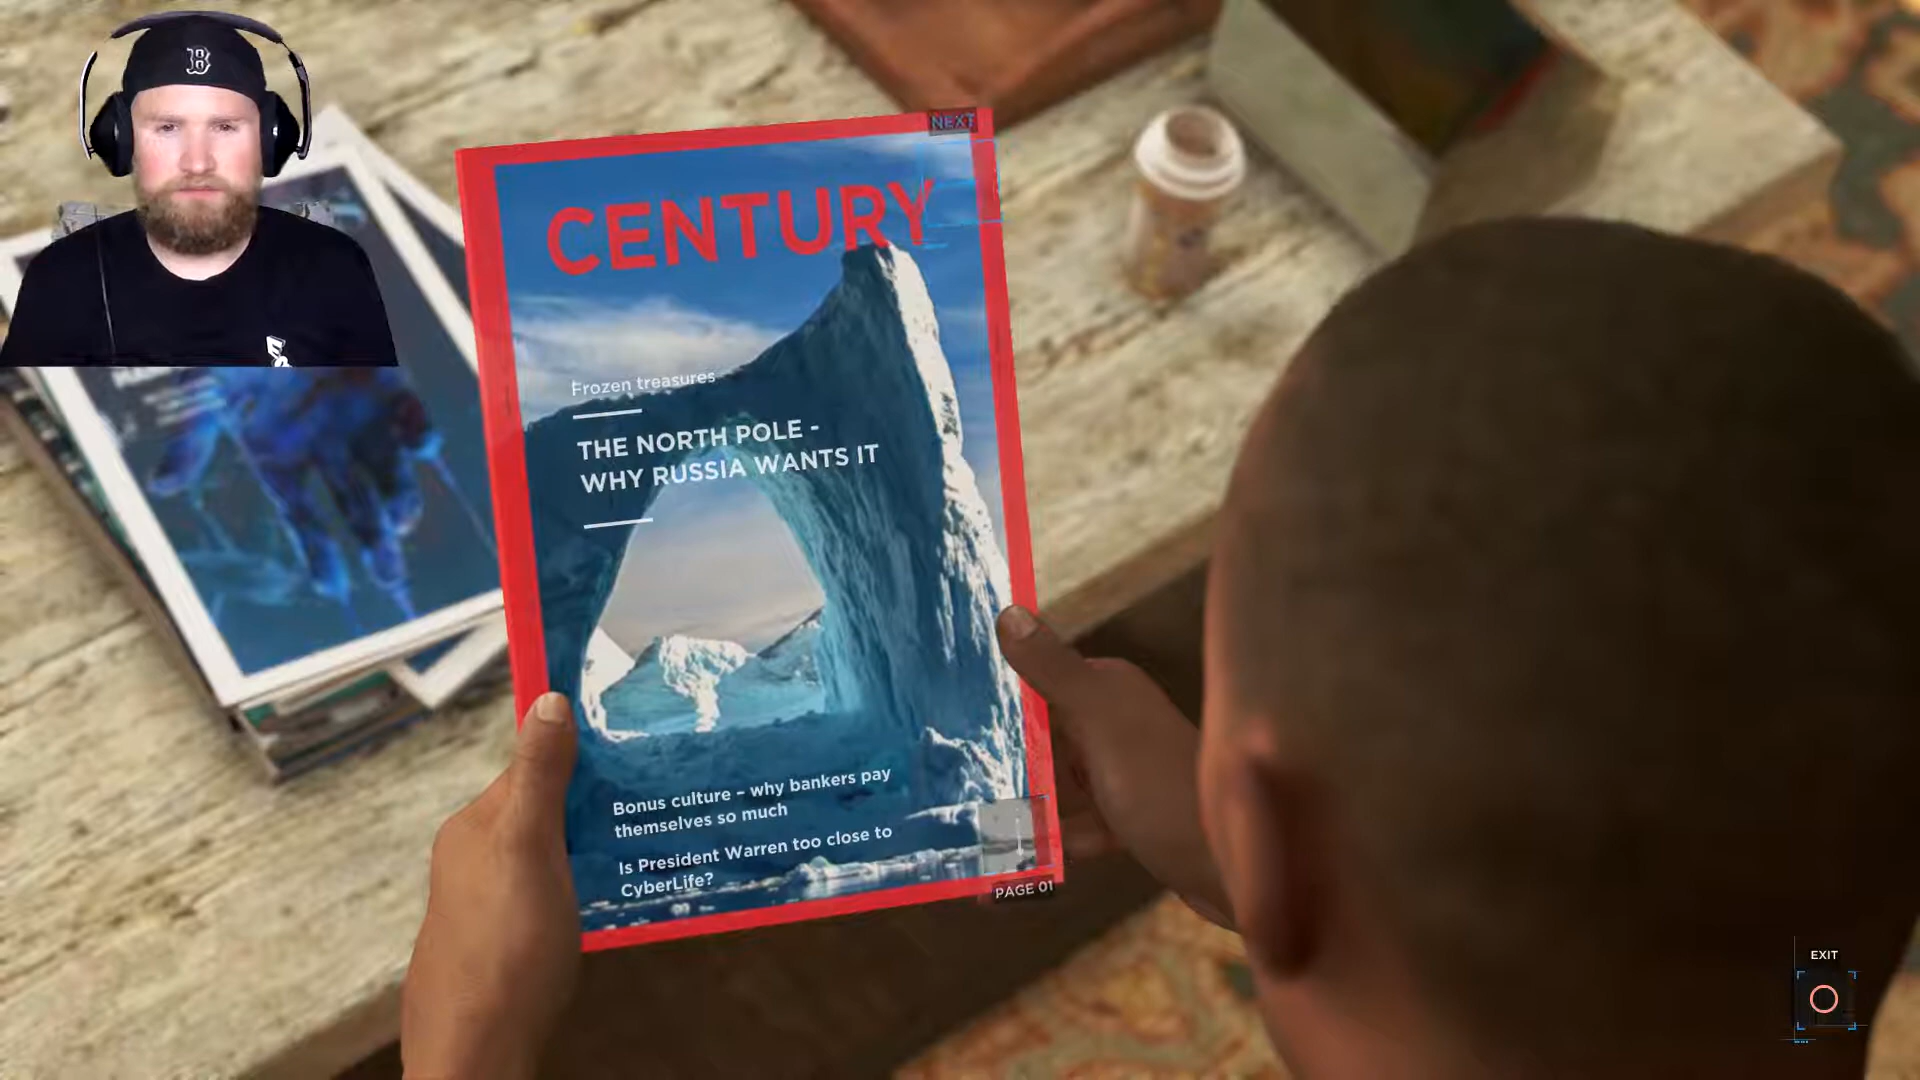 B
NEXT
CENTURY
Frozen treasures
THE NORTH POLE -
WHY RUSSIA WANTS IT
Bonus culture – why bankers pay
themselves so much
Is President Warren too close to
CyberLife?
PAGE 01
EXIT